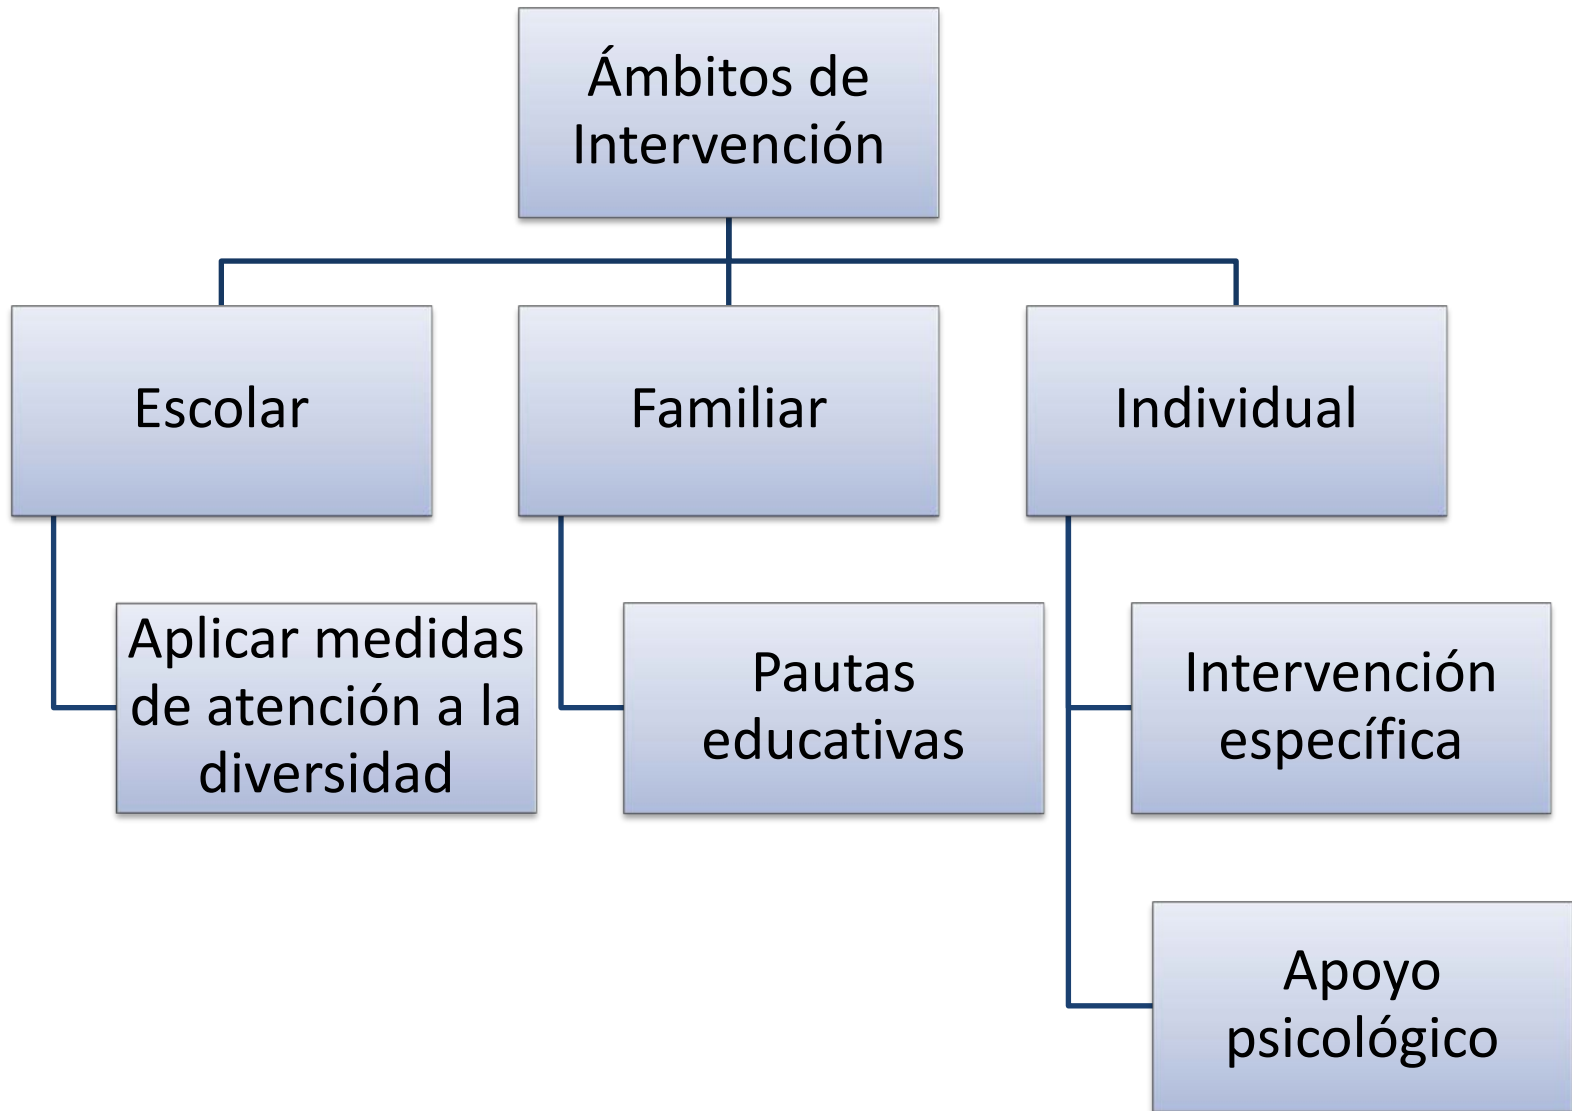 Ámbitos de
Intervención
Escolar
Familiar
Individual
Aplicar medidas
de atención a la
diversidad
Pautas
educativas
Intervención
específica
Apoyo
psicológico